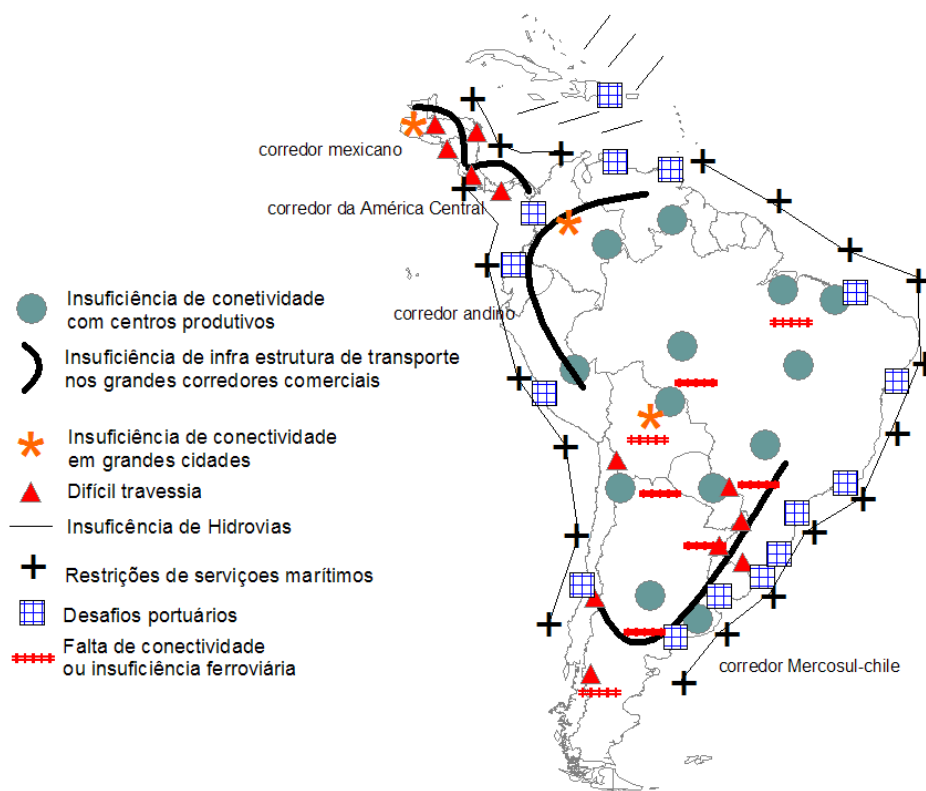 corredor mexicano
corredor da América Central
corredor andino
Insuficiência de conetividade
com centros produtivos
Insuficiência de infra estrutura de transporte
nos grandes corredores comerciais
Insuficiência de conectividade
em grandes cidades
Difícil travessia
Insuficência de Hidrovias
Restrições de serviçoes marítimos
Desafios portuários
Falta de conectividade
ou insuficiência ferroviária
corredor Mercosul-chile